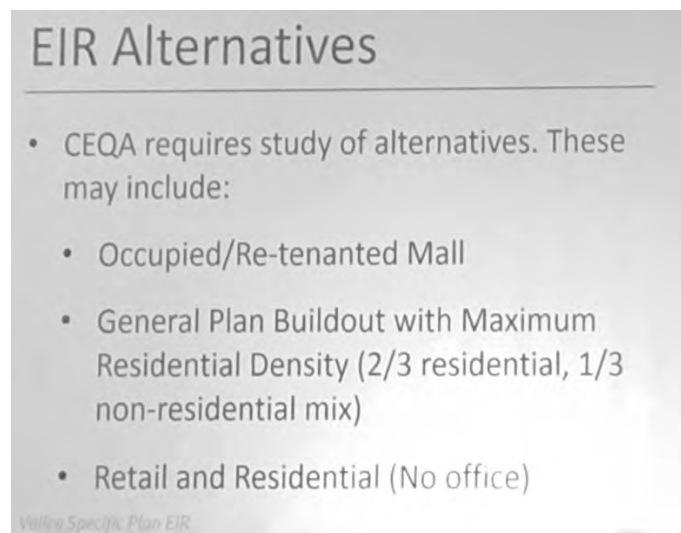 EIR Alternatives
• CEQA requires study of alternatives. These
may include:
• Occupied/Re-tenanted Mall
• General Plan Buildout with Maximum
Residential Density (2/3 residential, 1/3
non-residential mix)
• Retail and Residential (No office)
Specific Plan EIR